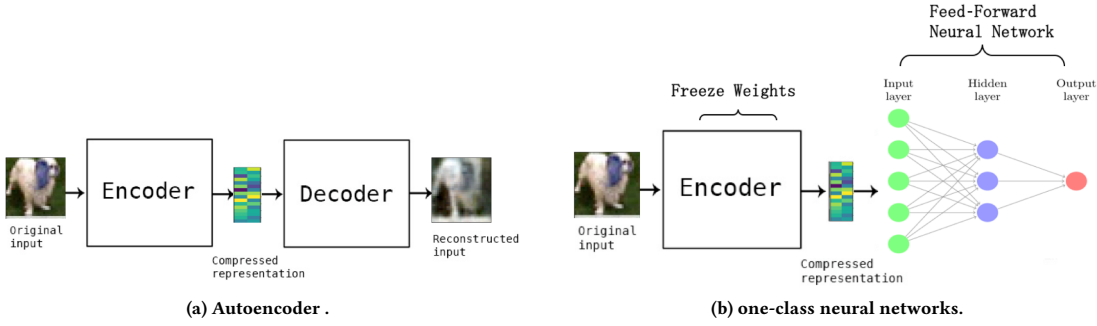 Encoder
Decoder
Original
input
Compressed
representation
Reconstructed
input
(a) Autoencoder .
Feed-Forward
Neural Network
Freeze Weights
Input
layer
Hidden
layer
Output
layer
Encoder
Original
input
Compressed
representation
(b) one-class neural networks.